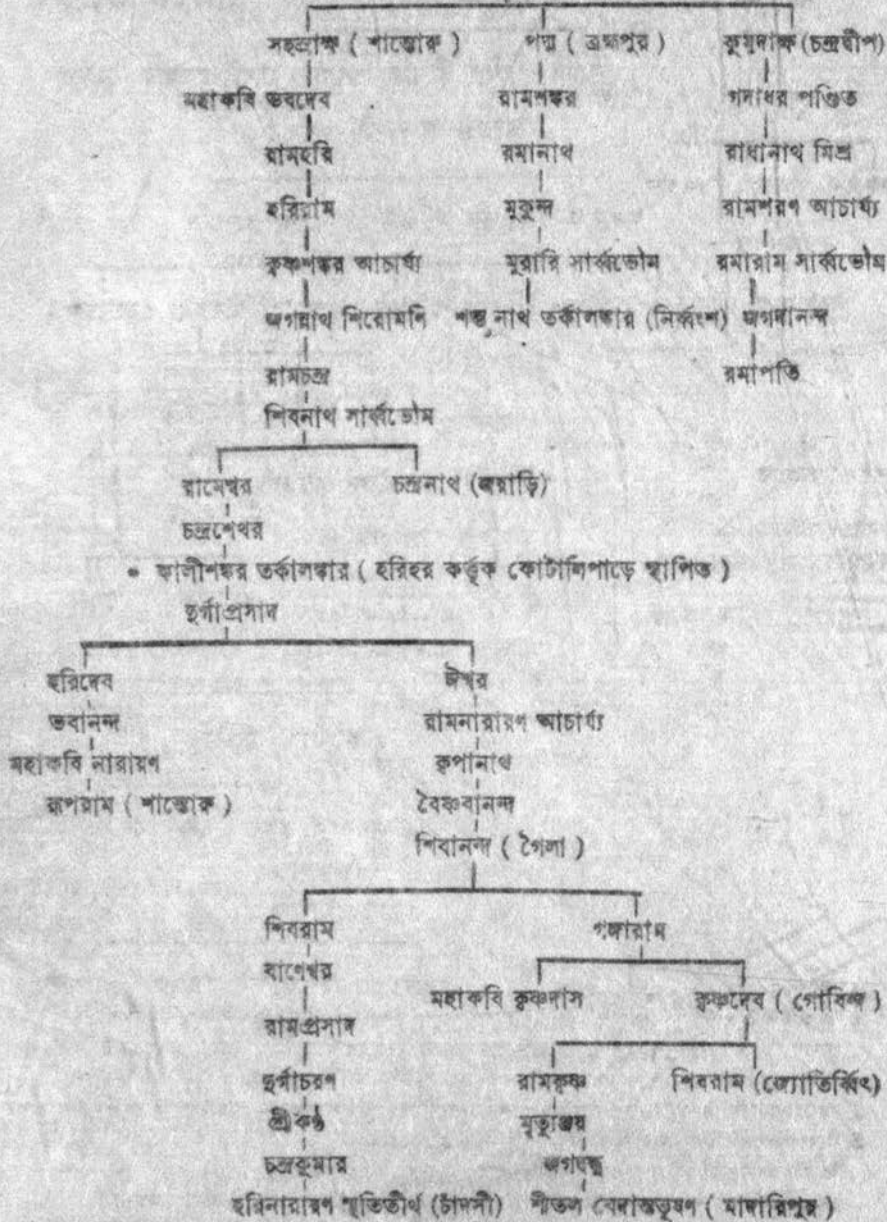 সহস্রাক্ষ ( শান্তোরু ) পদ্ম ( ব্রহ্মপুর ) কুমুদাক্ষ (চন্দ্রদ্বীপ)
মহাকবি ভবদেব রামশঙ্কর গদাধর পণ্ডিত
রামহরি রমানাথ রাধানাথ মিশ্র
হরিরাম মুকুন্দ রামশরণ আচার্য্য
কৃষ্ণশঙ্কর আচার্য্য মুরারি সার্ব্বভৌম রমারাম সার্ব্বভৌম
জগন্নাথ শিরোমণি শম্ভুনাথ তর্কালঙ্কার (নির্ব্বংশ) জগদানন্দ
রামচন্দ্র রমাপতি
শিবনাথ সার্ব্বভৌম
রামেশ্বর চন্দ্রনাথ (জয়াড়ি)
চন্দ্রশেখর
* কালীশঙ্কর তর্কালঙ্কার ( হরিহর কর্ত্তৃক কোটালিপাড়ে স্থাপিত )
দুর্গাপ্রসাদ
হরিদেব ঈশ্বর
ভবানন্দ রামনারায়ণ আচার্য্য
মহাকবি নারায়ণ কৃপানাথ
রূপরাম ( শান্তোরু ) বৈষ্ণবানন্দ
শিবানন্দ ( গৈলা )
শিবরাম গঙ্গারাম
বাণেশ্বর মহাকবি কৃষ্ণদাস কৃষ্ণদেব ( গোবিন্দ )
রামপ্রসাদ
দুর্গাচরণ রামকৃষ্ণ শিবরাম (জ্যোতির্ব্বিৎ)
শ্রীকণ্ঠ মৃত্যুঞ্জয়
চন্দ্রকুমার জগবন্ধু
হরিনারায়ণ স্মৃতিতীর্থ (চাঁদসী) শীতল বেদান্তভূষণ ( মাদারিপুর )